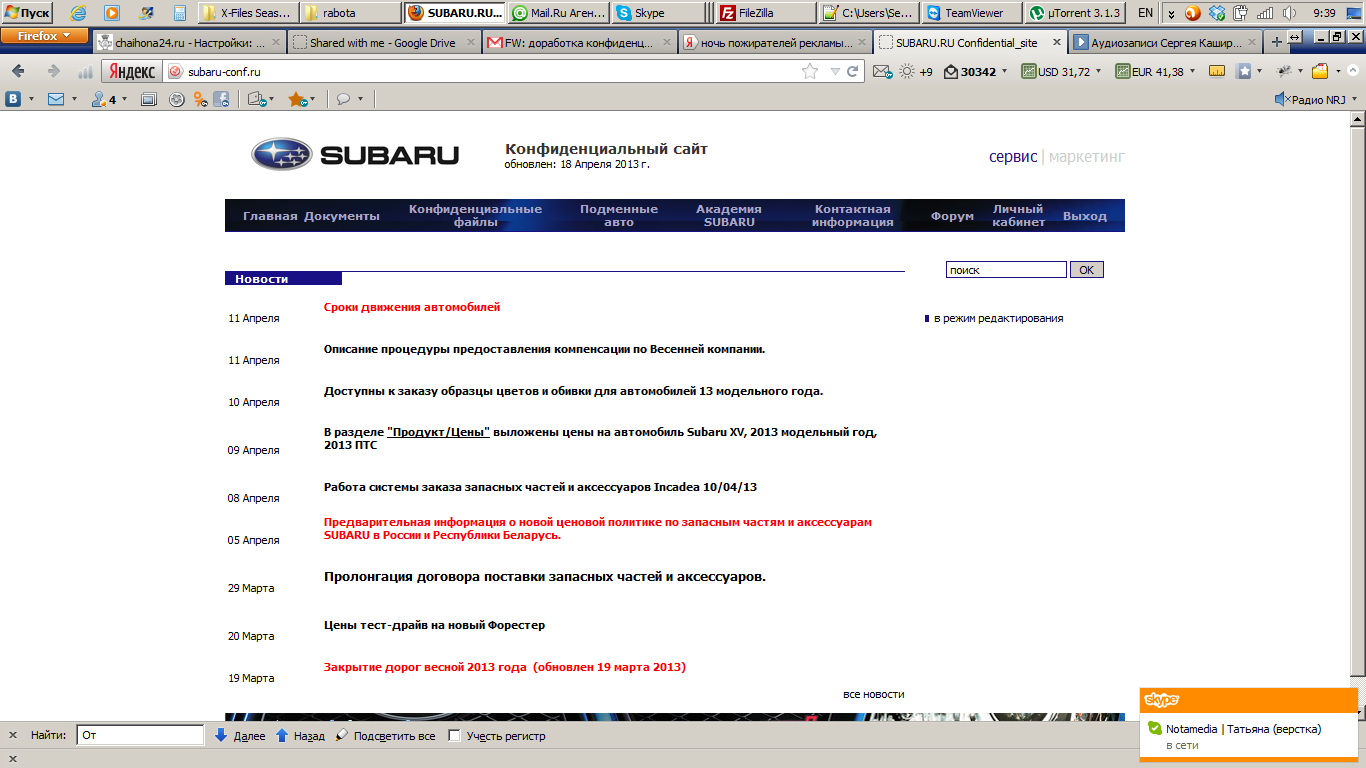 Пуск
X-Files Seas...
rabota
SUBARU.RU...
Mail.Ru Аген...
Skype
FileZilla
C:\Users\Se...
TeamViewer
µTorrent 3.1.3
EN
9:39
Firefox
chaihona24.ru - Настройки: ...
Shared with me - Google Drive
FW: доработка конфиденц...
ночь пожирателей рекламы...
SUBARU.RU Confidential_site
Аудиозаписи Сергея Кашир...
Яндекс
subaru-conf.ru
+9
30342
USD 31,72
EUR 41,38
В
4
Радио NRJ
SUBARU
Конфиденциальный сайт
обновлен: 18 Апреля 2013 г.
сервис | маркетинг
Главная
Документы
Конфиденциальные
файлы
Подменные
авто
Академия
SUBARU
Контактная
информация
Форум
Личный
кабинет
Выход
Новости
поиск
OK
в режим редактирования
Сроки движения автомобилей
11 Апреля
Описание процедуры предоставления компенсации по Весенней компании.
11 Апреля
Доступны к заказу образцы цветов и обивки для автомобилей 13 модельного года.
10 Апреля
В разделе "Продукт/Цены" выложены цены на автомобиль Subaru XV, 2013 модельный год,
2013 ПТС
09 Апреля
Работа системы заказа запасных частей и аксессуаров Incadea 10/04/13
08 Апреля
Предварительная информация о новой ценовой политике по запасным частям и аксессуарам
SUBARU в России и Республики Беларусь.
05 Апреля
Пролонгация договора поставки запасных частей и аксессуаров.
29 Марта
Цены тест-драйв на новый Форестер
20 Марта
Закрытие дорог весной 2013 года (обновлен 19 марта 2013)
19 Марта
все новости
skype
Notamedia | Татьяна (верстка)
в сети
Найти:
От
Далее
Назад
Подсветить все
Учесть регистр